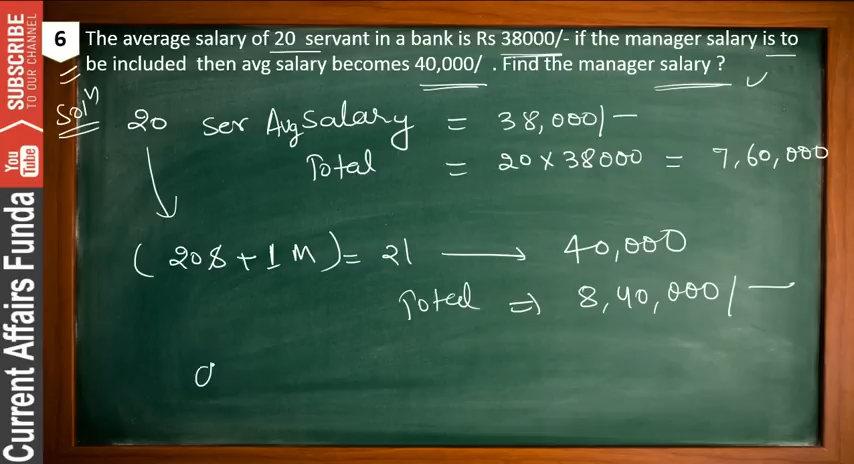 SUBSCRIBE
TO OUR CHANNEL
You
Tube
Current Affairs Funda
6 The average salary of 20 servant in a bank is Rs 38000/- if the manager salary is to
be included then avg salary becomes 40,000/ . Find the manager salary ?
Solⁿ
20 ser Avg Salary = 38,000/-
Total = 20 x 38000 = 7,60,000
(20S + 1M) = 21 → 40,000
Total ⇒ 8,40,000/-